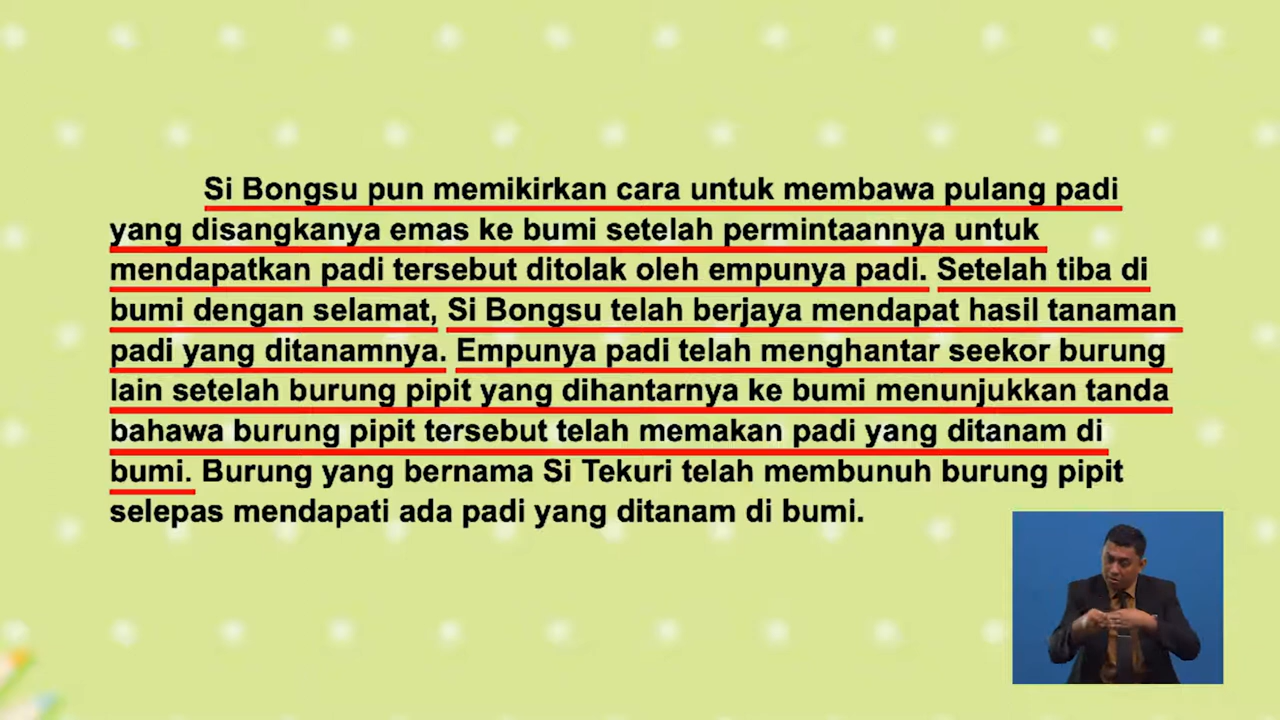 Si Bongsu pun memikirkan cara untuk membawa pulang padi
yang disangkanya emas ke bumi setelah permintaannya untuk
mendapatkan padi tersebut ditolak oleh empunya padi. Setelah tiba di
bumi dengan selamat, Si Bongsu telah berjaya mendapat hasil tanaman
padi yang ditanamnya. Empunya padi telah menghantar seekor burung
lain setelah burung pipit yang dihantarnya ke bumi menunjukkan tanda
bahawa burung pipit tersebut telah memakan padi yang ditanam di
bumi. Burung yang bernama Si Tekuri telah membunuh burung pipit
selepas mendapati ada padi yang ditanam di bumi.